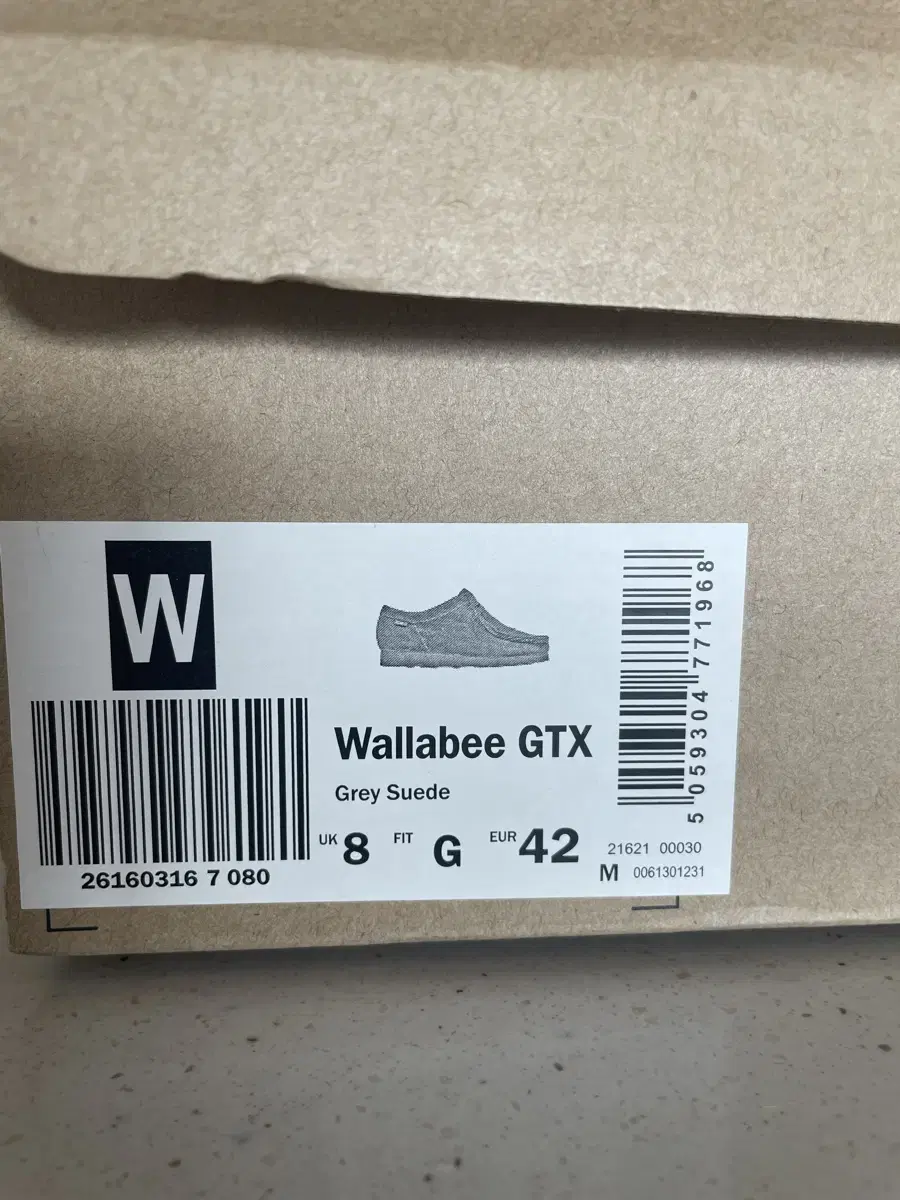 W
26160316 7 080
Wallabee GTX
Grey Suede
UK 8 FIT G EUR 42
5 059304 771968
21621 00030
M 0061301231